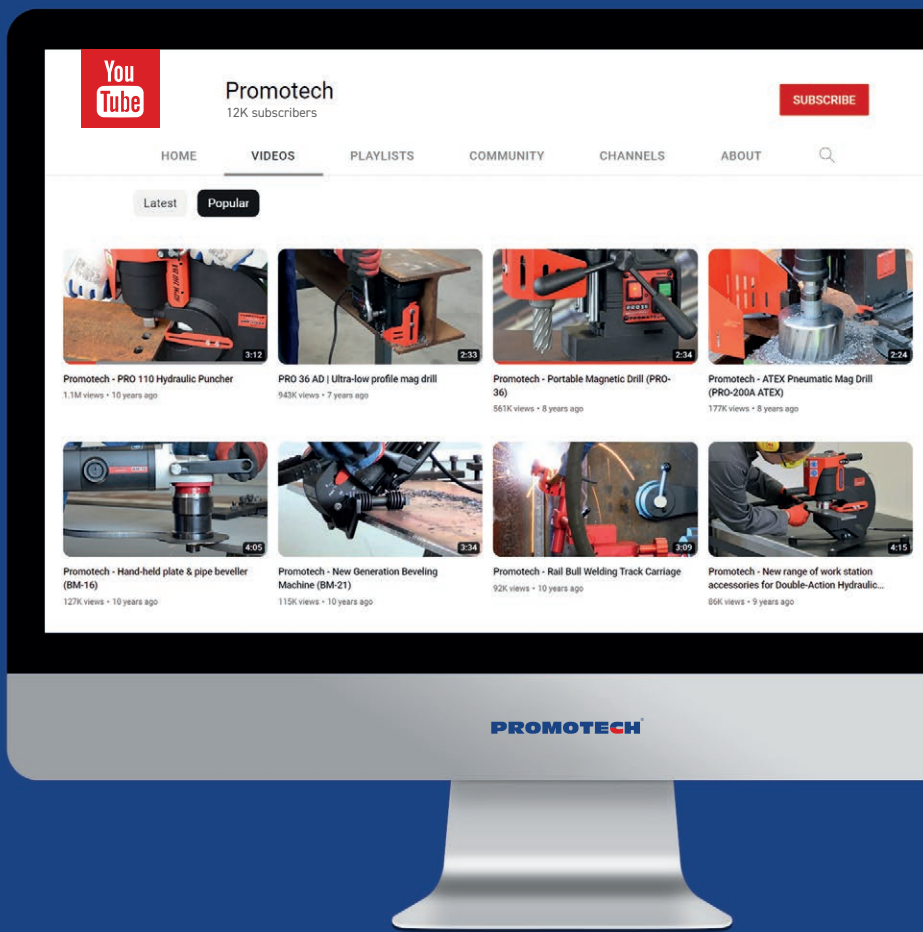 You
Tube
Promotech
12K subscribers
SUBSCRIBE
HOME VIDEOS PLAYLISTS COMMUNITY CHANNELS ABOUT
Latest Popular
3:12 2:33 2:34 2:24
Promotech - PRO 110 Hydraulic Puncher
1.1M views • 10 years ago
PRO 36 AD | Ultra-low profile mag drill
943K views • 7 years ago
PRO 36
Promotech - Portable Magnetic Drill (PRO-
36)
561K views • 8 years ago
Promotech - ATEX Pneumatic Mag Drill
(PRO-200A ATEX)
177K views • 8 years ago
4:05 3:34 3:09 4:15
Promotech - Hand-held plate & pipe beveller
(BM-16)
127K views • 10 years ago
Promotech - New Generation Beveling
Machine (BM-21)
115K views • 10 years ago
Promotech - Rail Bull Welding Track Carriage
92K views • 10 years ago
Promotech - New range of work station
accessories for Double-Action Hydraulic...
86K views • 9 years ago
PROMOTECH